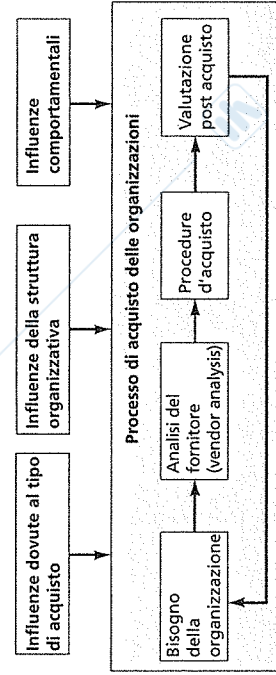 Influenze dovute al tipo
di acquisto
Influenze della struttura
organizzativa
Influenze
comportamentali
Processo di acquisto delle organizzazioni
Bisogno
della
organizzazione
Analisi del
fornitore
(vendor analysis)
Procedure
d'acquisto
Valutazione
post acquisto